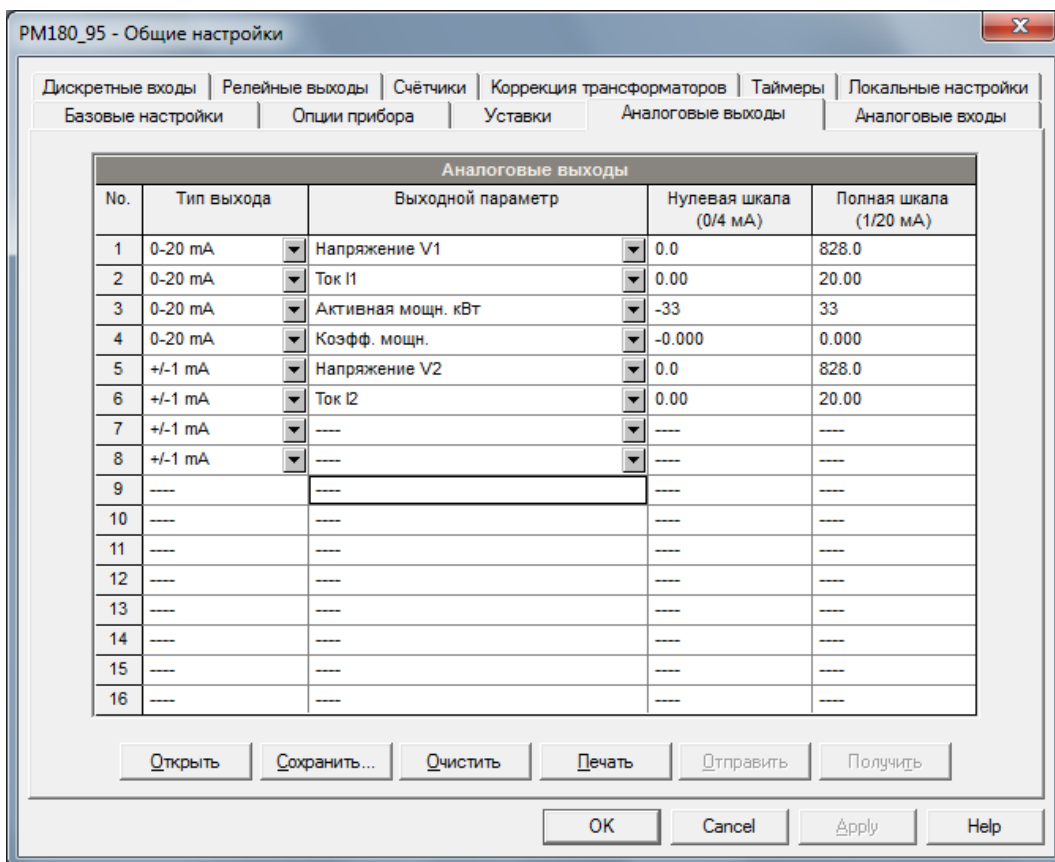 PM180_95 - Общие настройки
Дискретные входы Релейные выходы Счётчики Коррекция трансформаторов Таймеры Локальные настройки
Базовые настройки Опции прибора Уставки Аналоговые выходы Аналоговые входы
Аналоговые выходы
No. Тип выхода Выходной параметр Нулевая шкала Полная шкала
(0/4 мА) (1/20 мА)
1 0-20 mA Напряжение V1 0.0 828.0
2 0-20 mA Ток I1 0.00 20.00
3 0-20 mA Активная мощн. кВт -33 33
4 0-20 mA Коэфф. мощн. -0.000 0.000
5 +/-1 mA Напряжение V2 0.0 828.0
6 +/-1 mA Ток I2 0.00 20.00
7 +/-1 mA ---- ---- ----
8 +/-1 mA ---- ---- ----
9 ---- ---- ---- ----
10 ---- ---- ---- ----
11 ---- ---- ---- ----
12 ---- ---- ---- ----
13 ---- ---- ---- ----
14 ---- ---- ---- ----
15 ---- ---- ---- ----
16 ---- ---- ---- ----
Открыть Сохранить... Очистить Печать Отправить Получить
OK Cancel Apply Help